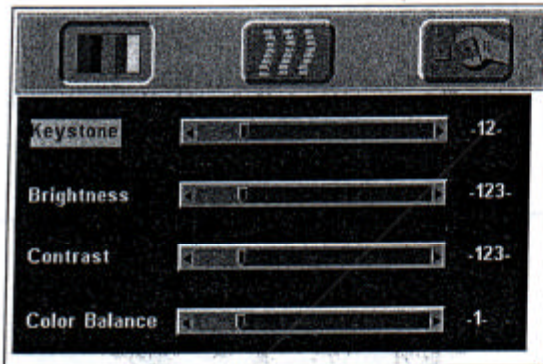 Keystone -12-
Brightness -123-
Contrast -123-
Color Balance -1-